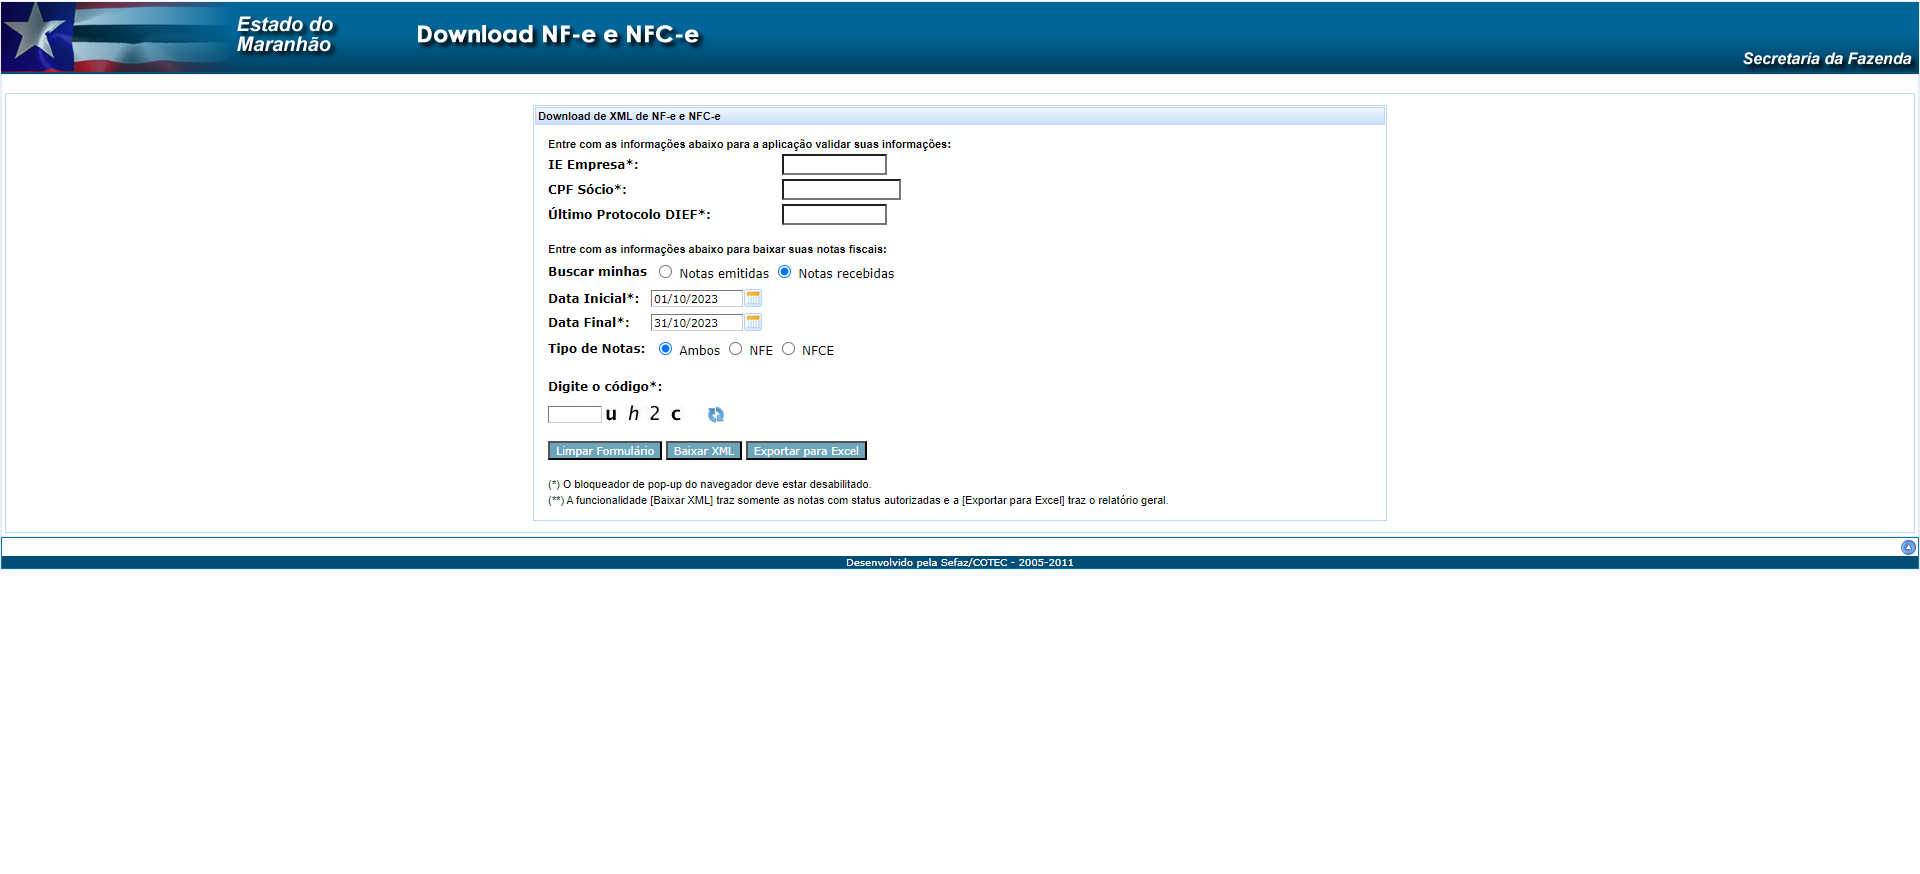 Estado do
Maranhão
Download NF-e e NFC-e
Secretaria da Fazenda
Download de XML de NF-e e NFC-e
Entre com as informações abaixo para a aplicação validar suas informações:
IE Empresa*:
CPF Sócio*:
Último Protocolo DIEF*:
Entre com as informações abaixo para baixar suas notas fiscais:
Buscar minhas Notas emitidas Notas recebidas
Data Inicial*: 01/10/2023
Data Final*: 31/10/2023
Tipo de Notas: Ambos NFE NFCE
Digite o código*:
u h 2 c
Limpar Formulário Baixar XML Exportar para Excel
(*) O bloqueador de pop-up do navegador deve estar desabilitado.
(**) A funcionalidade [Baixar XML] traz somente as notas com status autorizadas e a [Exportar para Excel] traz o relatório geral.
Desenvolvido pela Sefaz/COTEC - 2005-2011